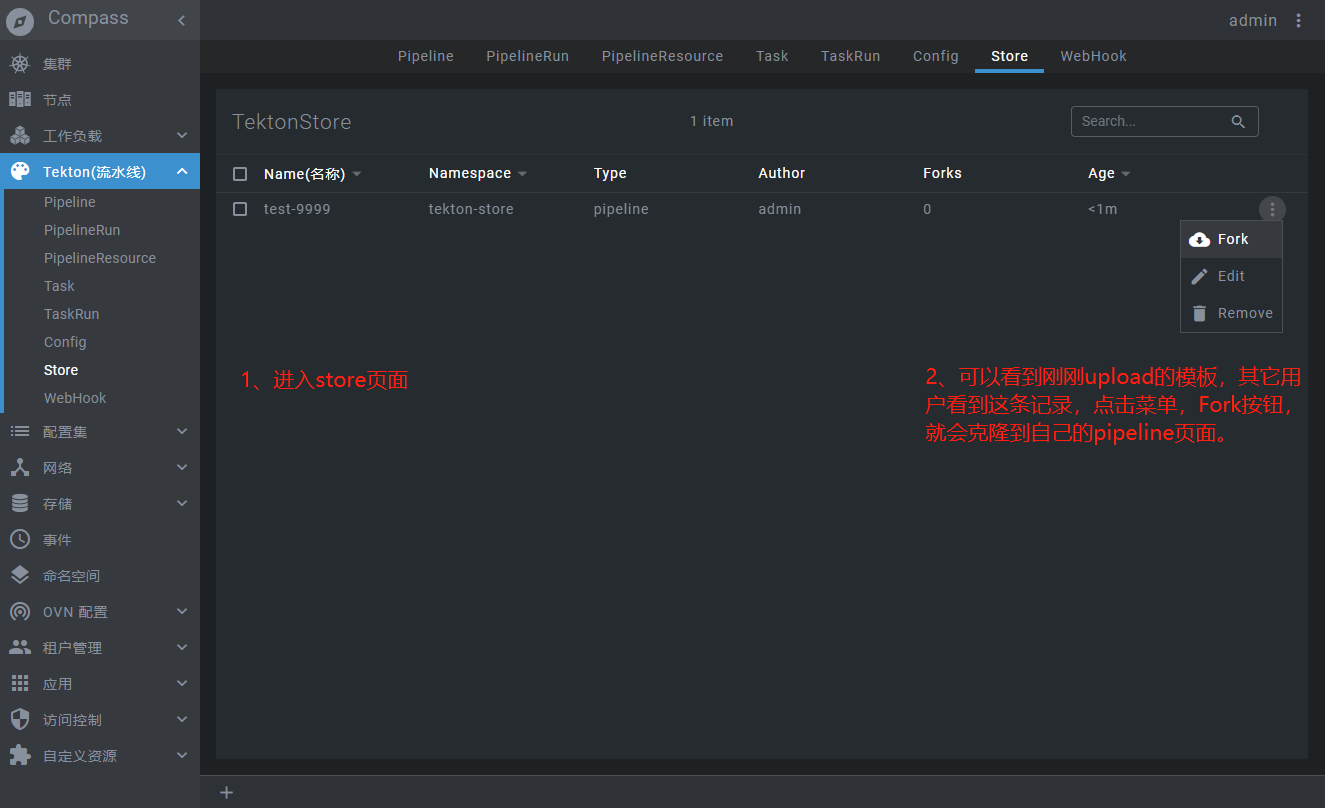 Compass
admin
集群
节点
工作负载
Tekton(流水线)
Pipeline
PipelineRun
PipelineResource
Task
TaskRun
Config
Store
WebHook
配置集
网络
存储
事件
命名空间
OVN 配置
租户管理
应用
访问控制
自定义资源
Pipeline PipelineRun PipelineResource Task TaskRun Config Store WebHook
TektonStore 1 item Search...
Name(名称) Namespace Type Author Forks Age
test-9999 tekton-store pipeline admin 0 <1m
Fork
Edit
Remove
1、进入store页面
2、可以看到刚刚upload的模板，其它用
户看到这条记录，点击菜单，Fork按钮，
就会克隆到自己的pipeline页面。